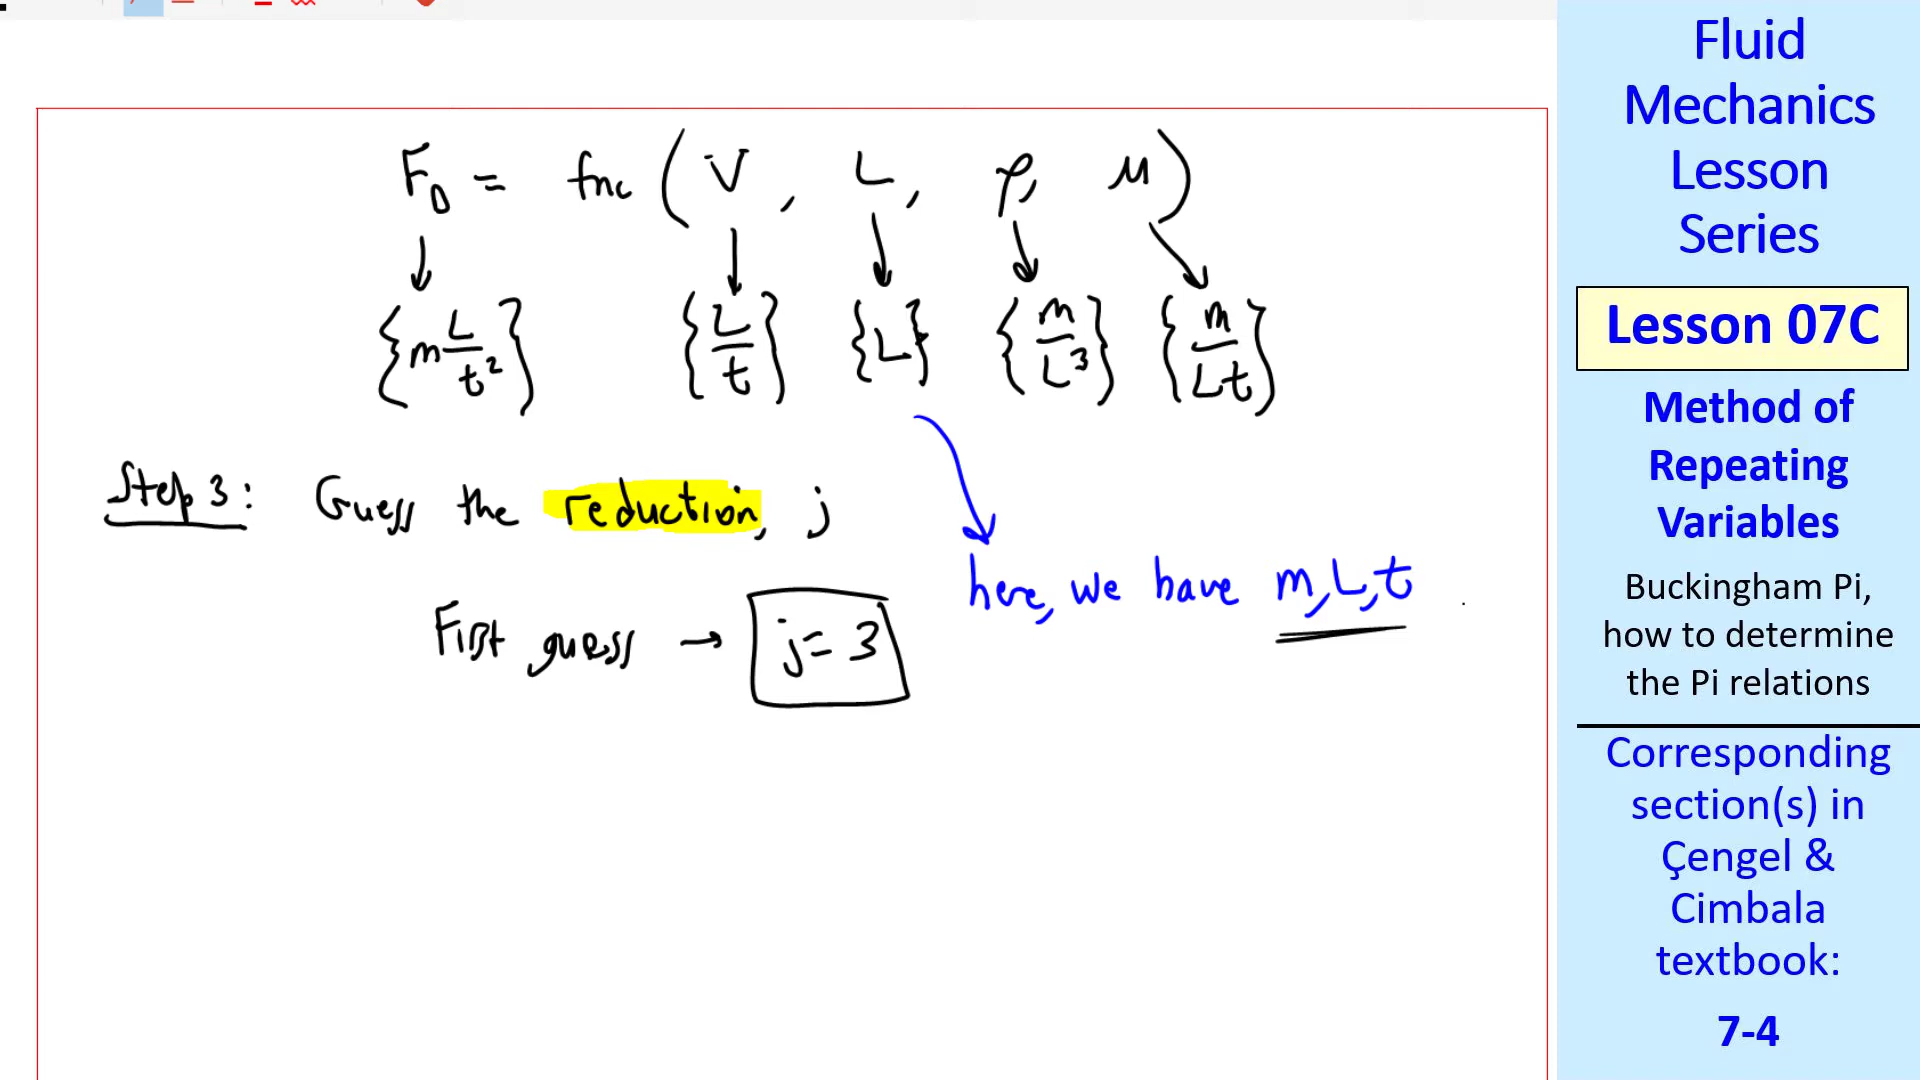 F_D = fnc ( V , L , ρ, μ )
{m L/t²} {L/t} {L} {m/L³} {m/Lt}
Step 3: Guess the reduction, j
here, we have m, L, t
First guess → j = 3
Fluid
Mechanics
Lesson
Series
Lesson 07C
Method of
Repeating
Variables
Buckingham Pi,
how to determine
the Pi relations
Corresponding
section(s) in
Çengel &
Cimbala
textbook:
7-4